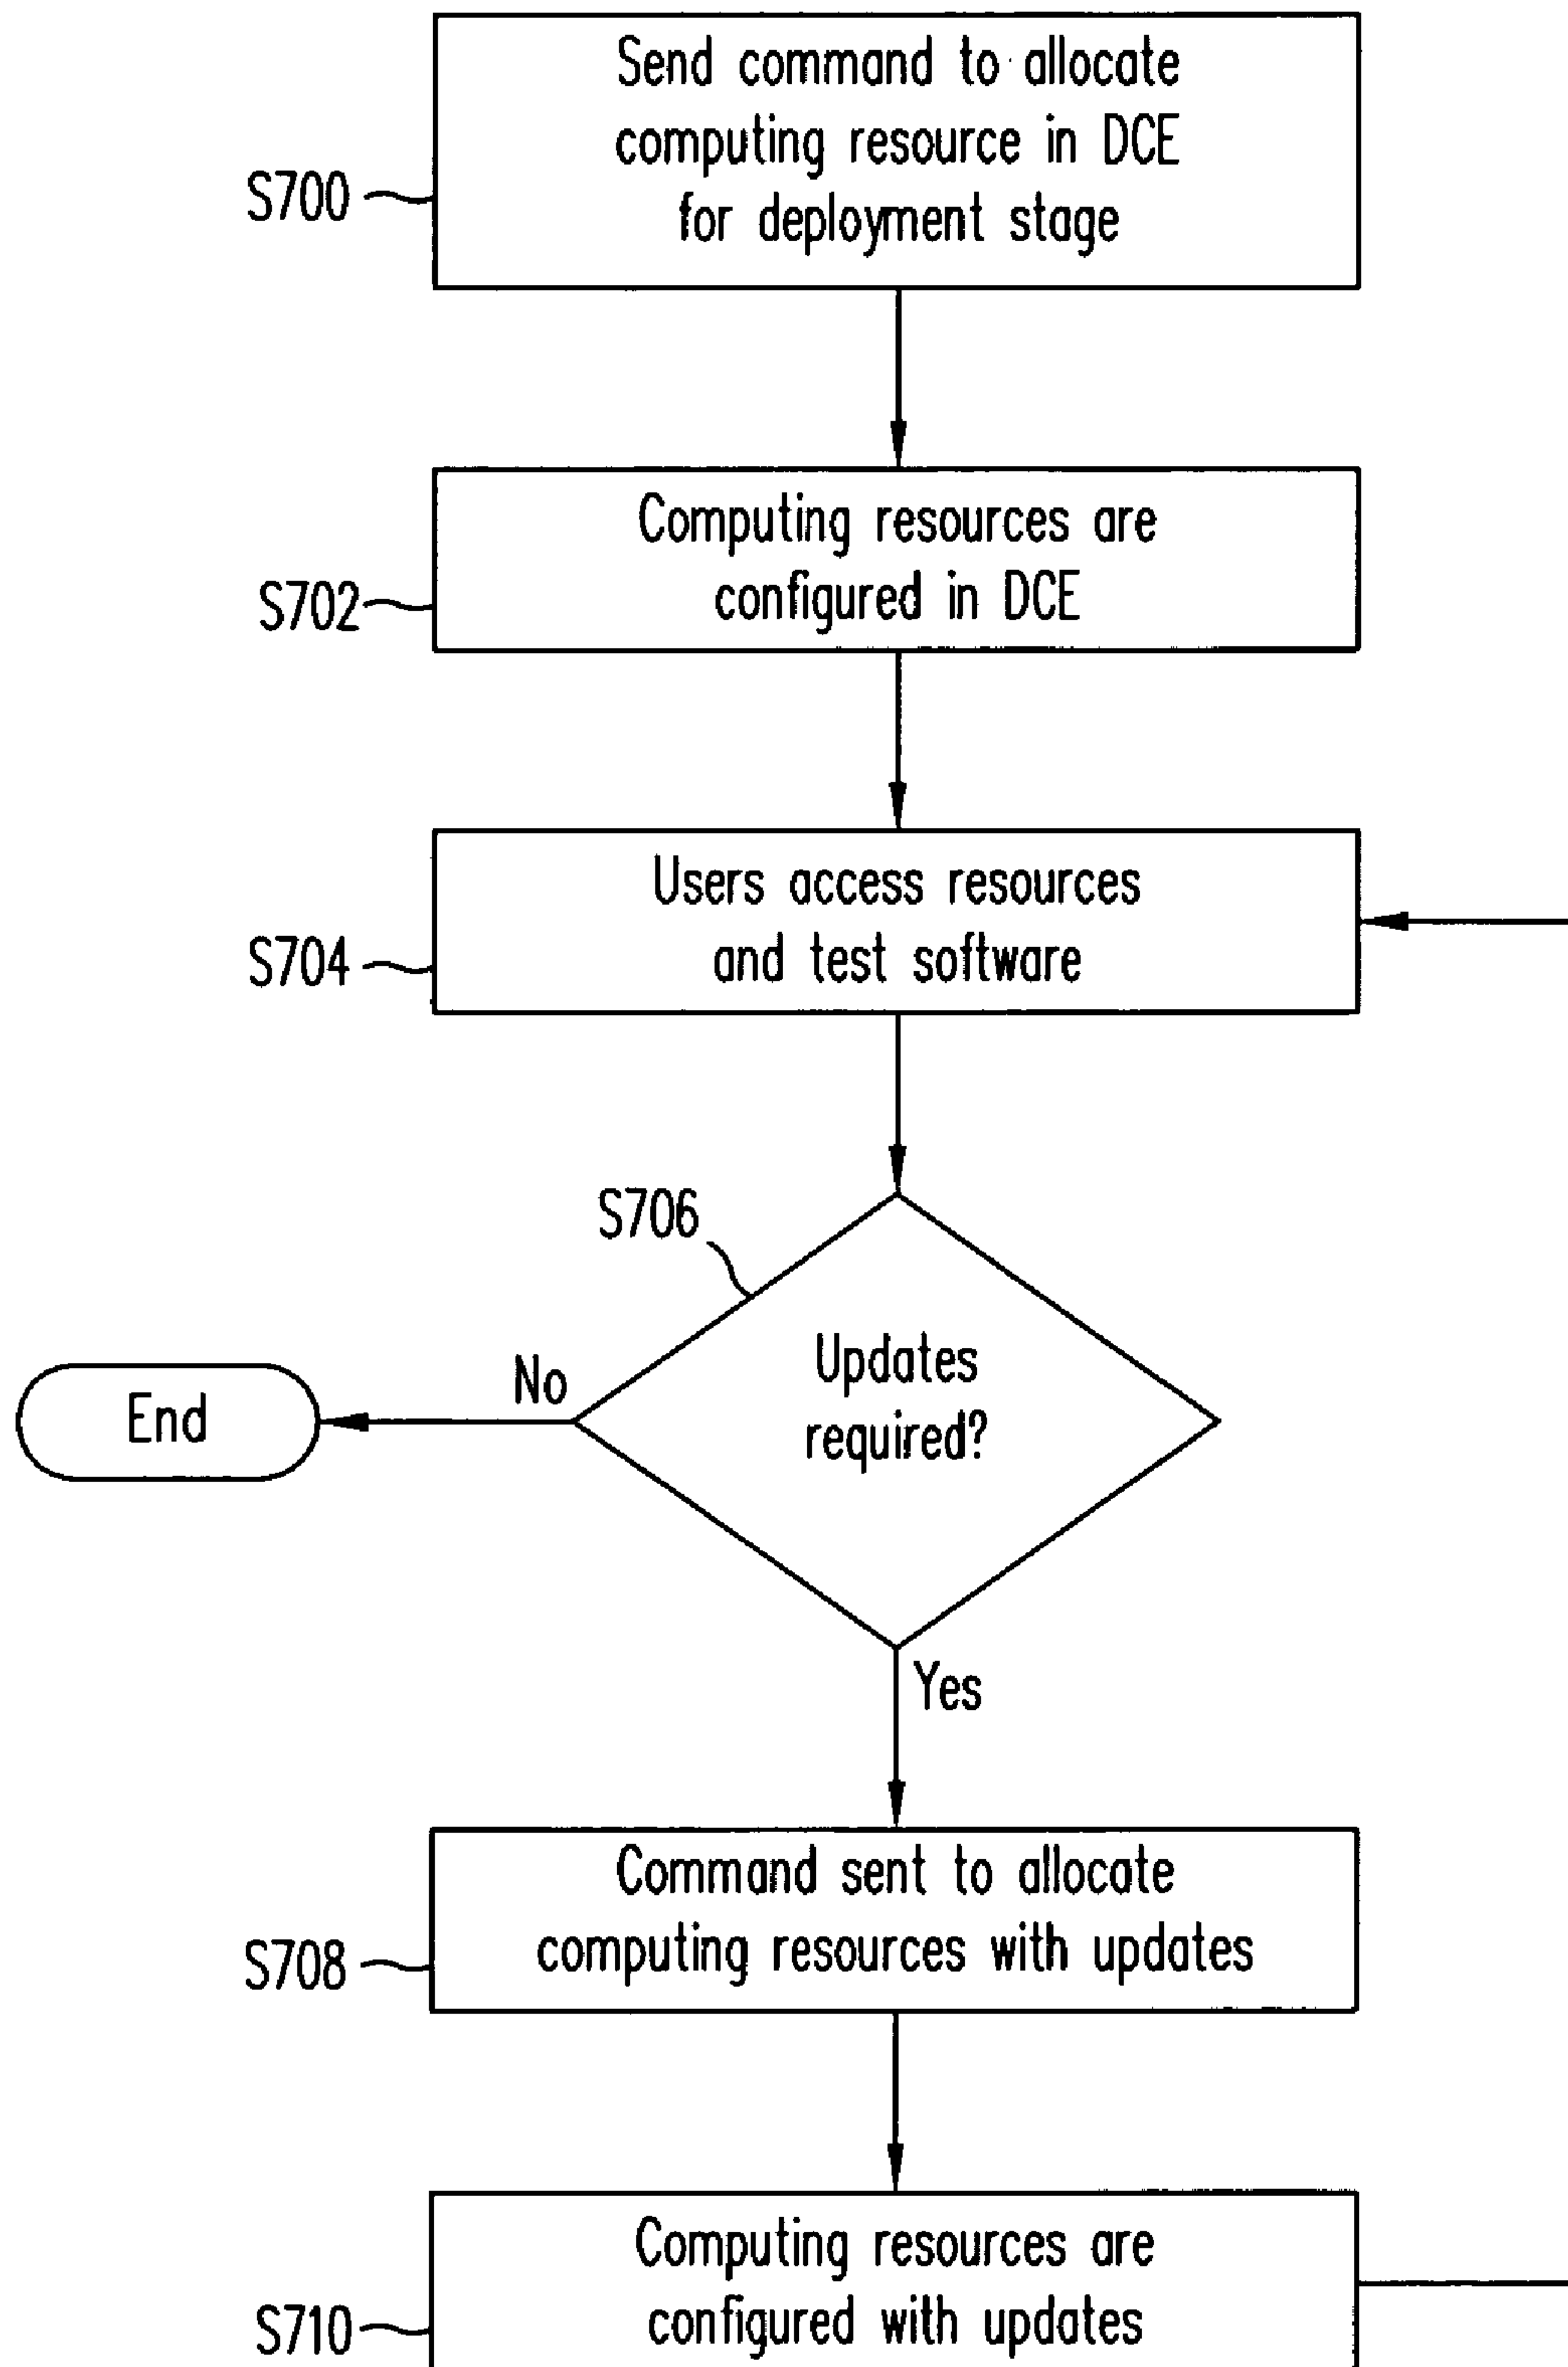 Send command to allocate
computing resource in DCE
for deployment stage
S700
Computing resources are
configured in DCE
S702
Users access resources
and test software
S704
S706
Updates
required?
No
End
Yes
Command sent to allocate
computing resources with updates
S708
Computing resources are
configured with updates
S710